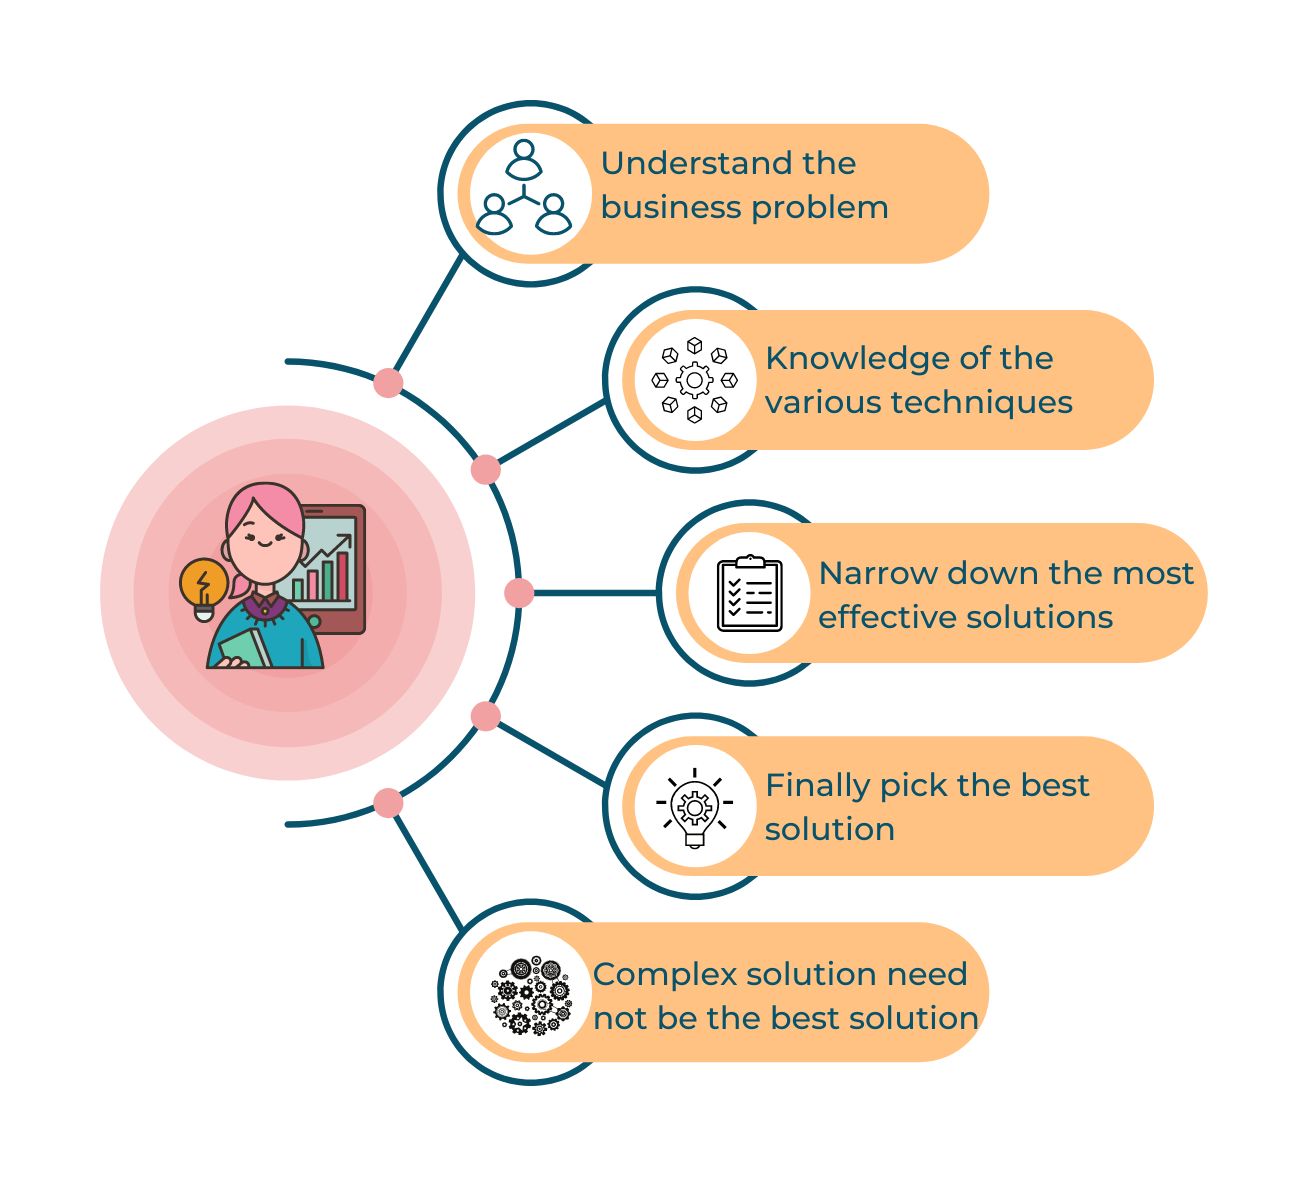 Understand the
business problem
Knowledge of the
various techniques
Narrow down the most
effective solutions
Finally pick the best
solution
Complex solution need
not be the best solution